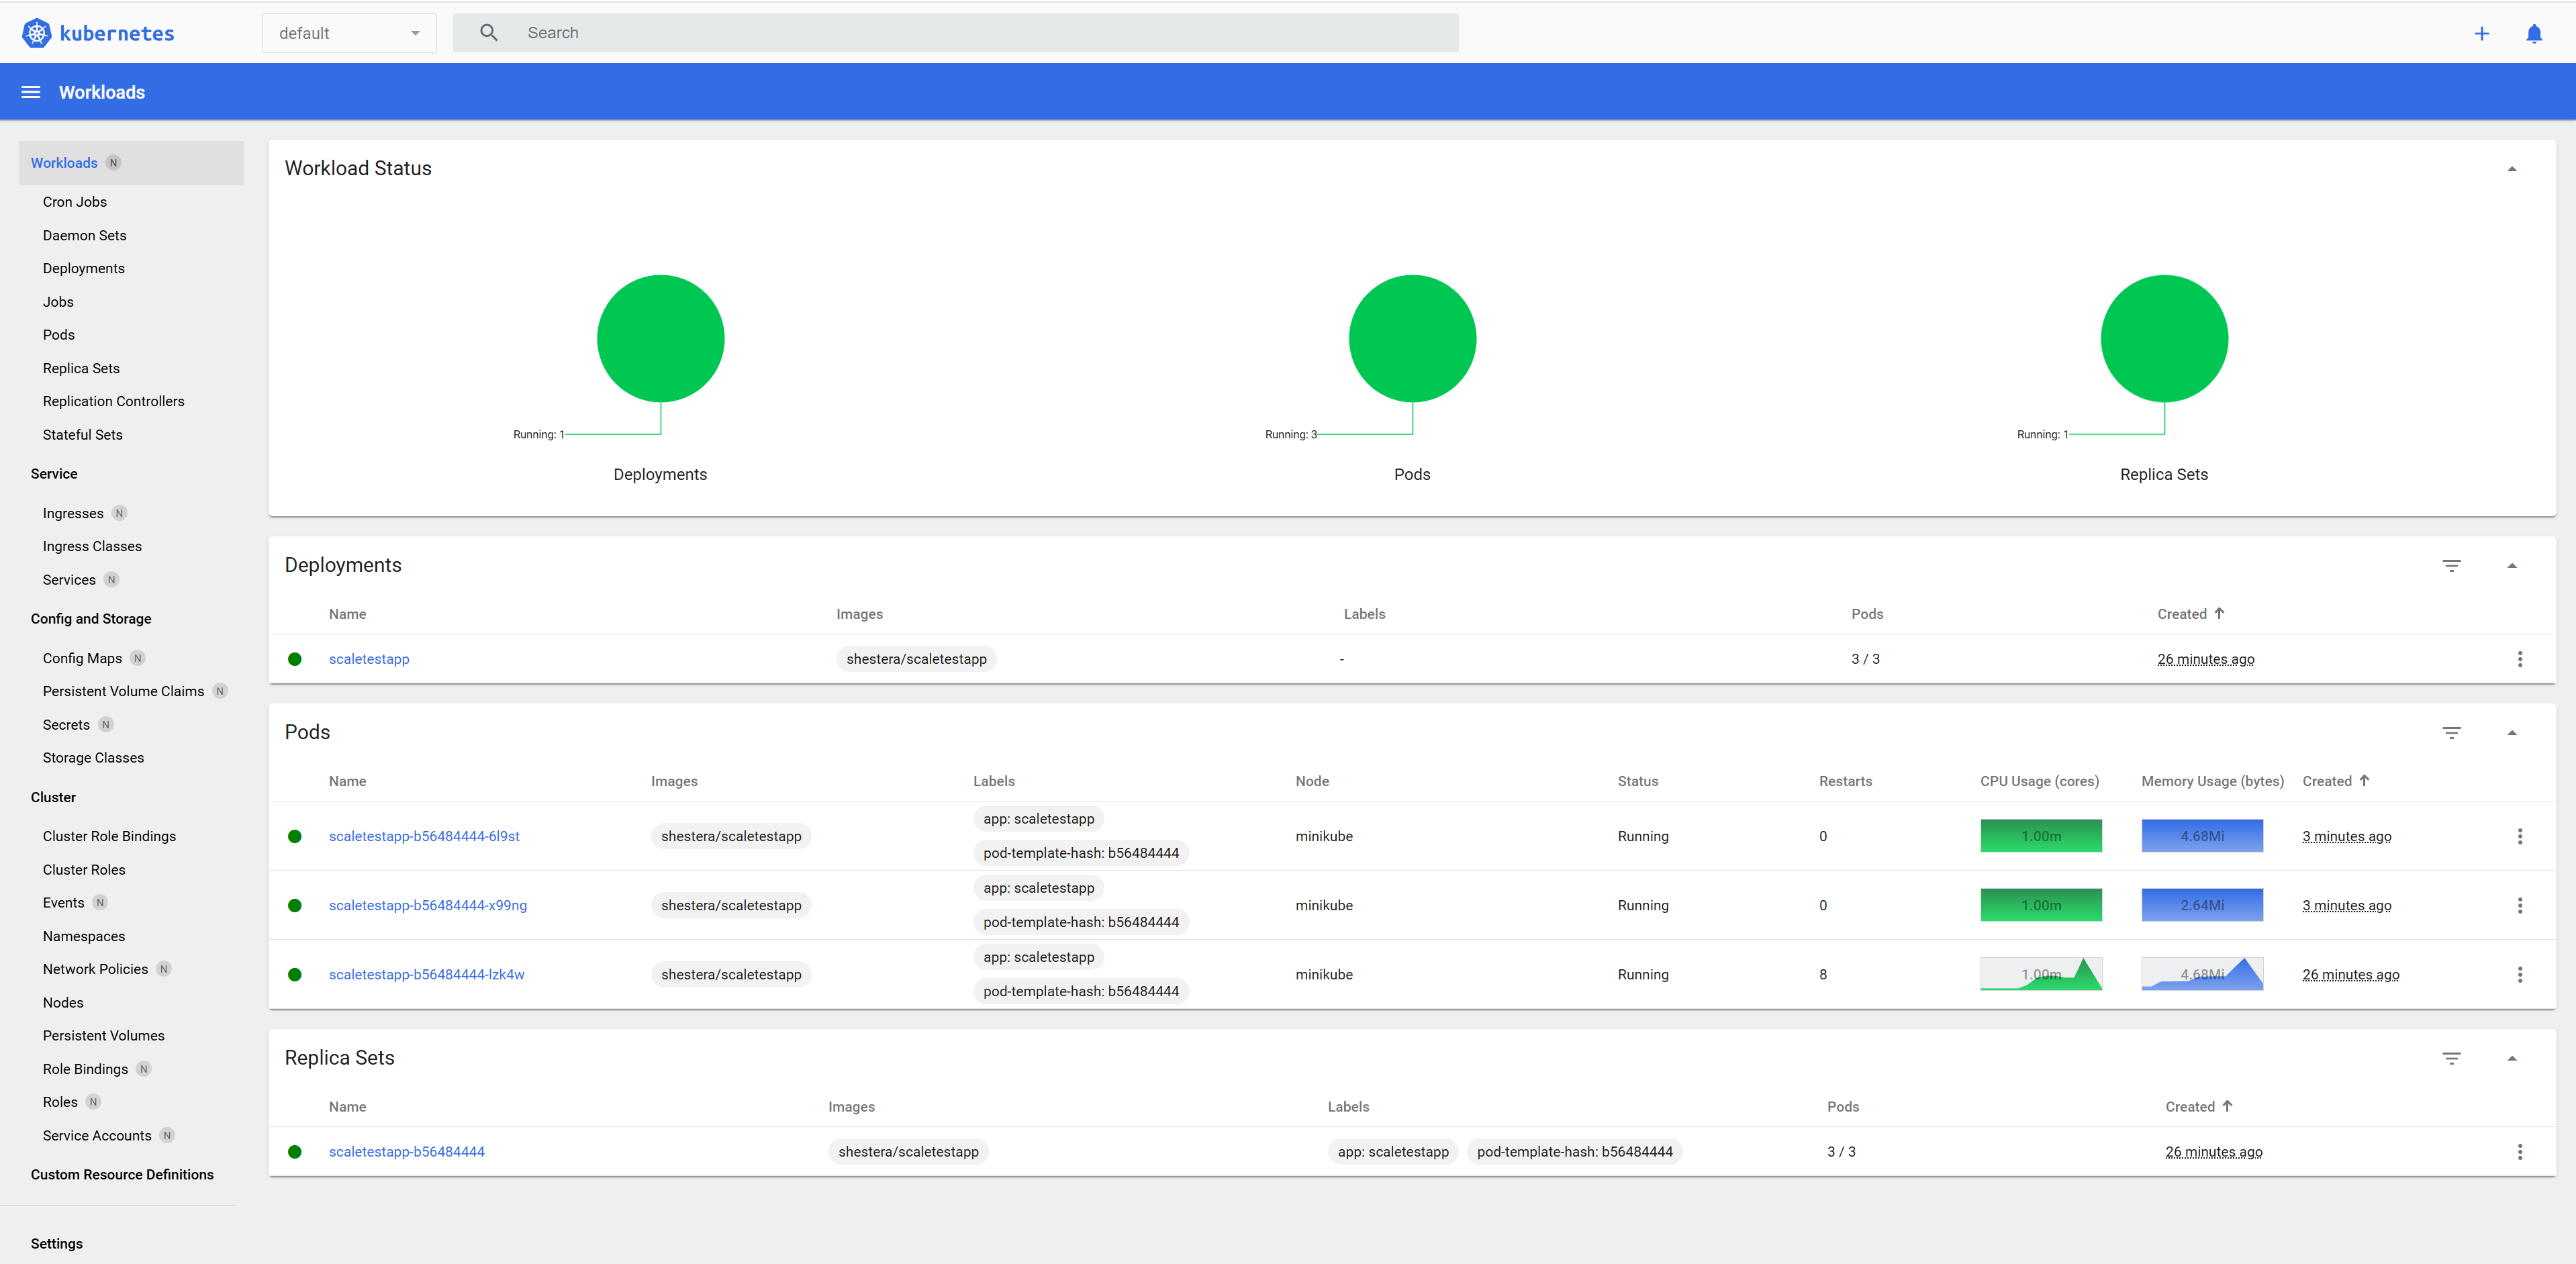 kubernetes
default
Search
Workloads
Workloads N
Cron Jobs
Daemon Sets
Deployments
Jobs
Pods
Replica Sets
Replication Controllers
Stateful Sets
Service
Ingresses N
Ingress Classes
Services N
Config and Storage
Config Maps N
Persistent Volume Claims N
Secrets N
Storage Classes
Cluster
Cluster Role Bindings
Cluster Roles
Events N
Namespaces
Network Policies N
Nodes
Persistent Volumes
Role Bindings N
Roles N
Service Accounts N
Custom Resource Definitions
Settings
Workload Status
Running: 1
Deployments
Running: 3
Pods
Running: 1
Replica Sets
Deployments
Name Images Labels Pods Created
scaletestapp shestera/scaletestapp - 3 / 3 26 minutes ago
Pods
Name Images Labels Node Status Restarts CPU Usage (cores) Memory Usage (bytes) Created
app: scaletestapp
scaletestapp-b56484444-6l9st shestera/scaletestapp minikube Running 0 1.00m 4.68Mi 3 minutes ago
pod-template-hash: b56484444
app: scaletestapp
scaletestapp-b56484444-x99ng shestera/scaletestapp minikube Running 0 1.00m 2.64Mi 3 minutes ago
pod-template-hash: b56484444
app: scaletestapp
scaletestapp-b56484444-lzk4w shestera/scaletestapp minikube Running 8 1.00m 4.68Mi 26 minutes ago
pod-template-hash: b56484444
Replica Sets
Name Images Labels Pods Created
scaletestapp-b56484444 shestera/scaletestapp app: scaletestapp pod-template-hash: b56484444 3 / 3 26 minutes ago